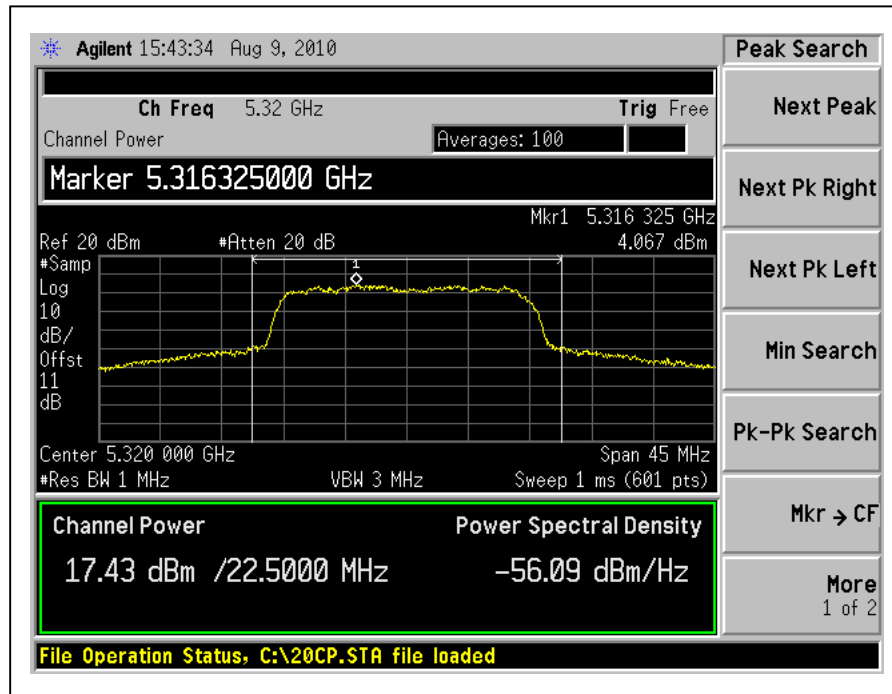 Agilent 15:43:34 Aug 9, 2010
Peak Search
Ch Freq 5.32 GHz Trig Free
Channel Power Averages: 100
Marker 5.316325000 GHz
Mkr1 5.316 325 GHz
Ref 20 dBm #Atten 20 dB 4.067 dBm
#Samp
Log
10
dB/
Offst
11
dB
1
Center 5.320 000 GHz Span 45 MHz
#Res BW 1 MHz VBW 3 MHz Sweep 1 ms (601 pts)
Channel Power Power Spectral Density
17.43 dBm /22.5000 MHz -56.09 dBm/Hz
File Operation Status, C:\20CP.STA file loaded
Next Peak
Next Pk Right
Next Pk Left
Min Search
Pk-Pk Search
Mkr → CF
More
1 of 2